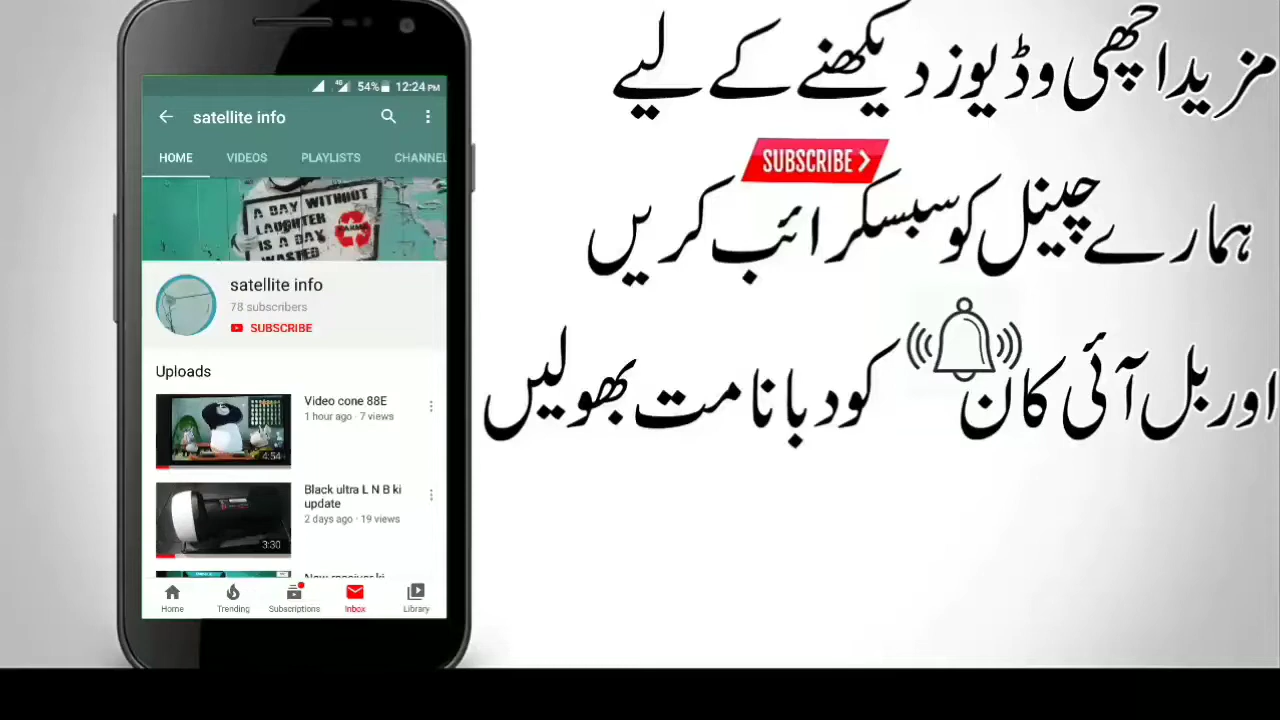 4G 54% 12:24 PM
satellite info
HOME VIDEOS PLAYLISTS CHANNEL
A DAY WITHOUT
LAUGHTER
IS A DAY
WASTED
satellite info
78 subscribers
SUBSCRIBE
Uploads
Video cone 88E
1 hour ago · 7 views
4:54
Black ultra L N B ki
update
2 days ago · 19 views
3:30
Home Trending Subscriptions Inbox Library
مزید اچھی وڈیوز دیکھنے کے لیے
SUBSCRIBE
ہمارے چینل کو سبسکرائب کریں
اور بل آئی کان کو دبانا مت بھولیں